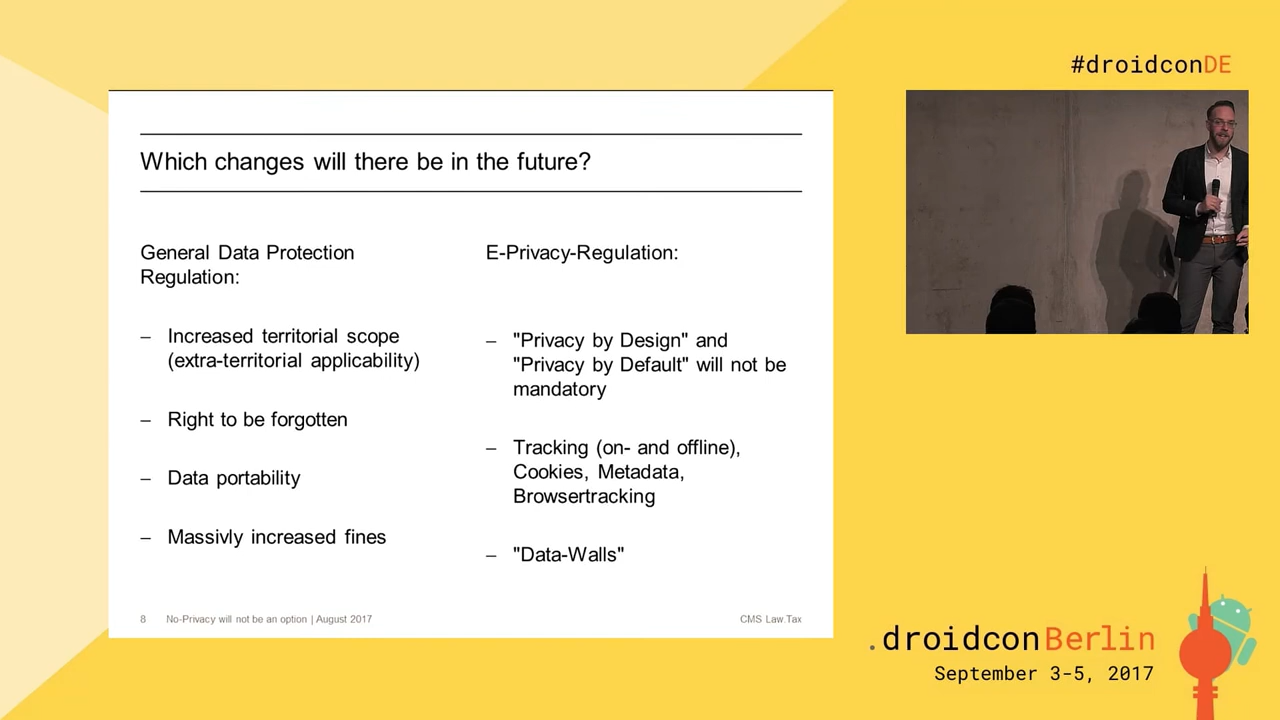 #droidconDE
Which changes will there be in the future?
General Data Protection
Regulation:
– Increased territorial scope
(extra-territorial applicability)
– Right to be forgotten
– Data portability
– Massivly increased fines
E-Privacy-Regulation:
– "Privacy by Design" and
"Privacy by Default" will not be
mandatory
– Tracking (on- and offline),
Cookies, Metadata,
Browsertracking
– "Data-Walls"
8 No-Privacy will not be an option | August 2017 CMS Law.Tax
.droidconBerlin
September 3-5, 2017